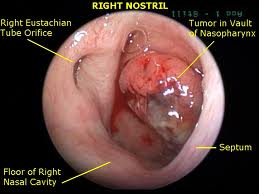 RIGHT NOSTRIL
Right Eustachian
Tube Orifice
Tumor in Vault
of Nasopharynx
Septum
Floor of Right
Nasal Cavity